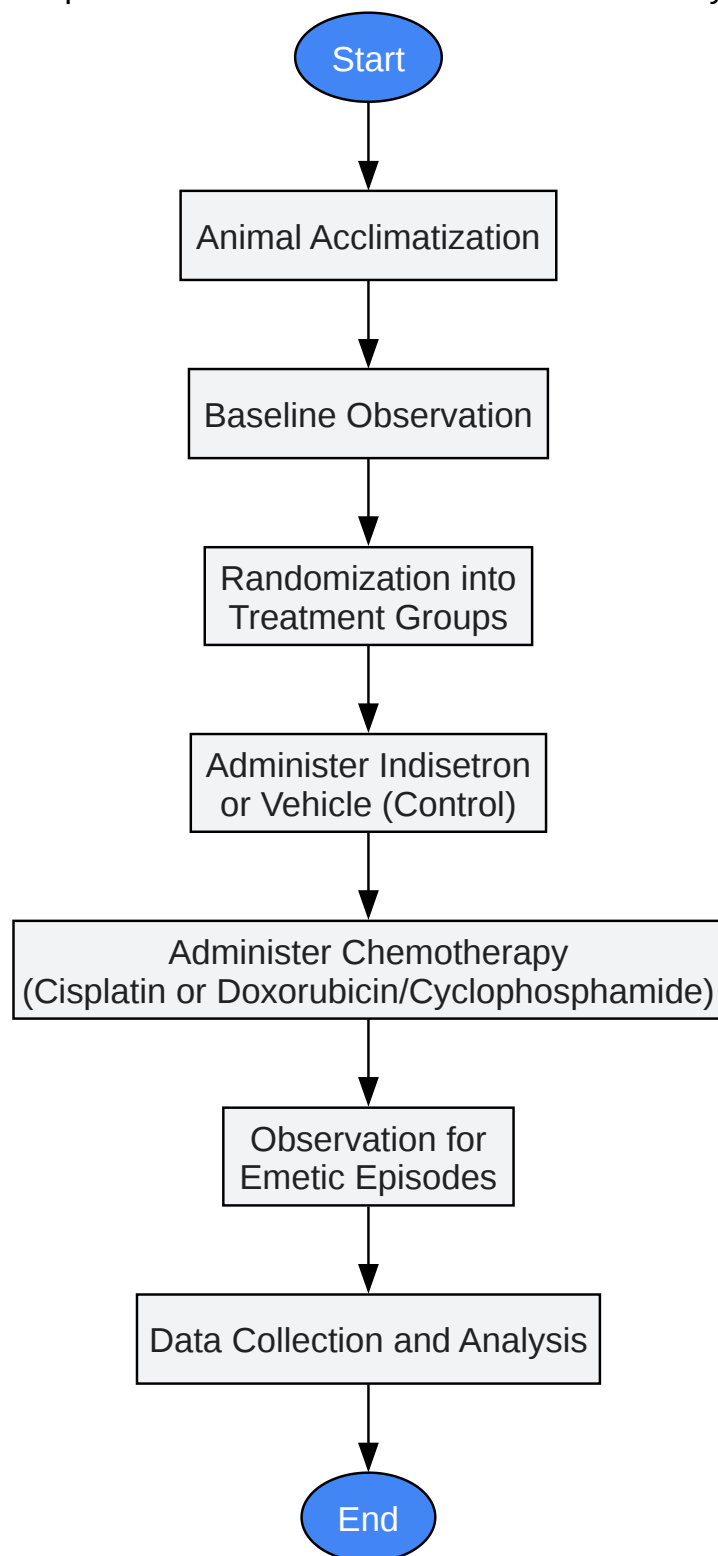 Start
Animal Acclimatization
Baseline Observation
Randomization into
Treatment Groups
Administer Indisetron
or Vehicle (Control)
Administer Chemotherapy
(Cisplatin or Doxorubicin/Cyclophosphamide)
Observation for
Emetic Episodes
Data Collection and Analysis
End